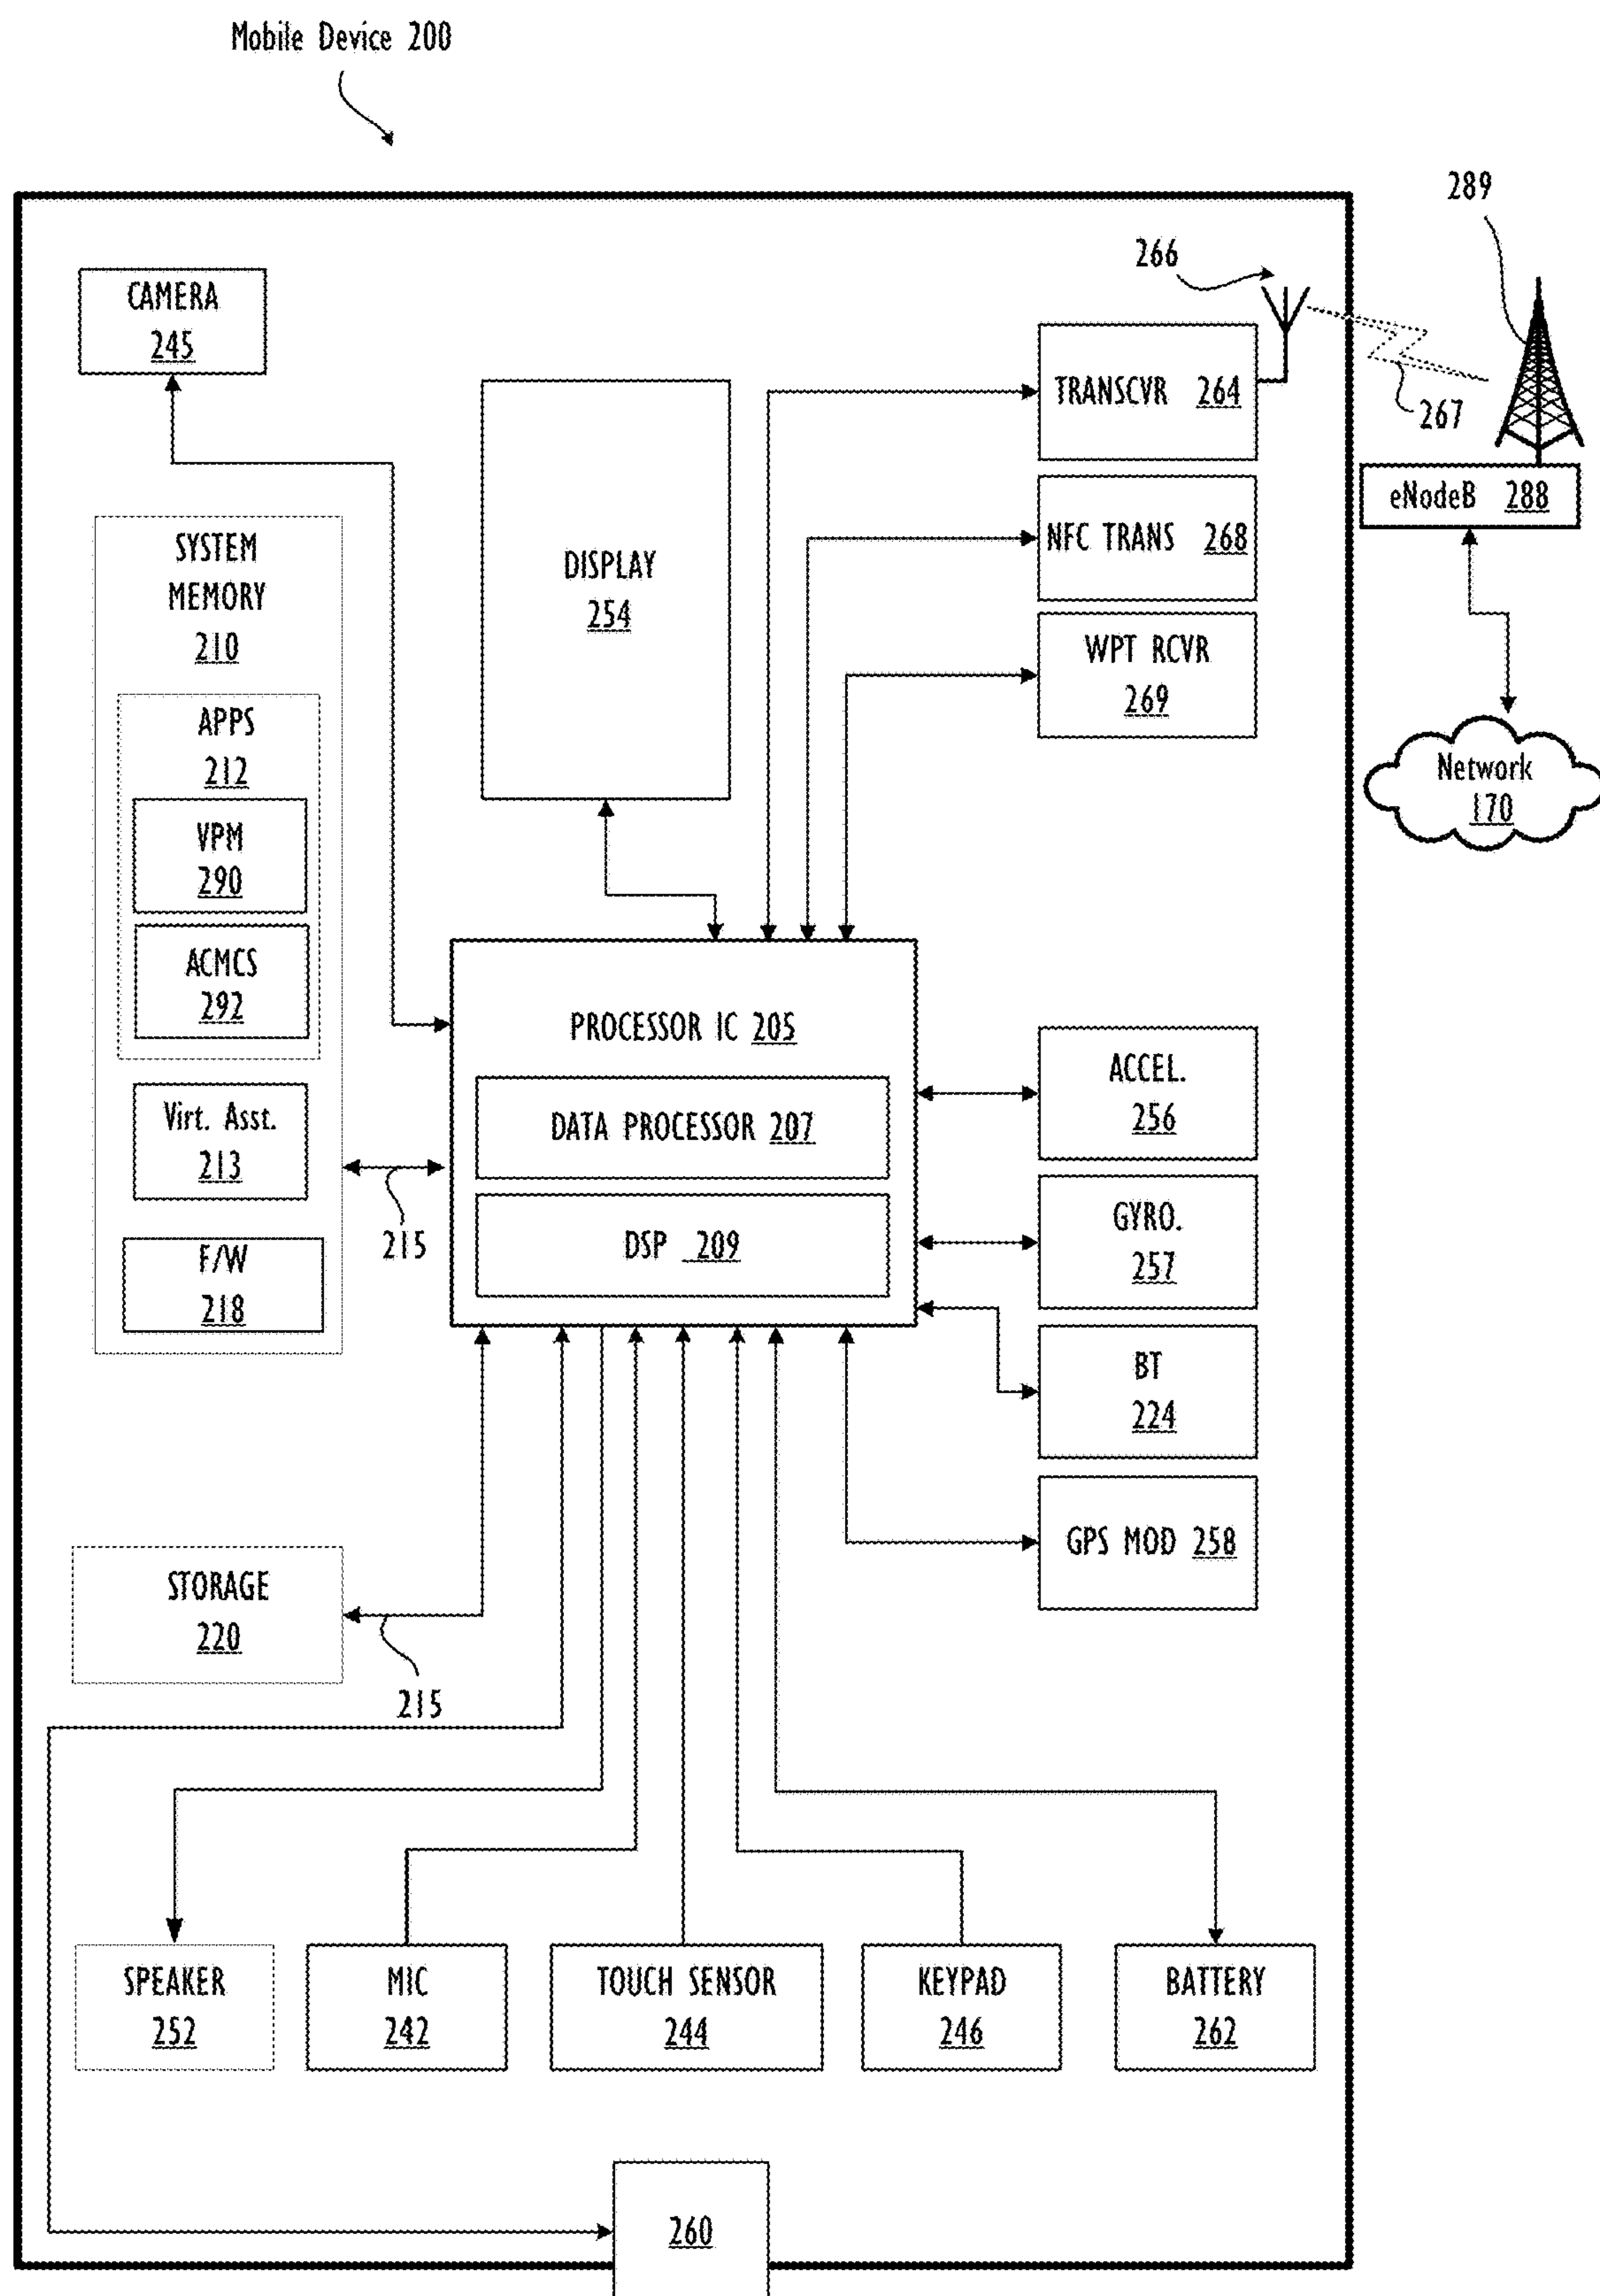 Mobile Device 200
289
266
CAMERA
245
TRANSCVR 264
267
eNodeB 288
NFC TRANS 268
SYSTEM
MEMORY
210
DISPLAY
254
WPT RCVR
269
APPS
212
Network
170
VPM
290
ACMCS
292
PROCESSOR IC 205
DATA PROCESSOR 207
DSP 209
ACCEL.
256
Virt. Asst.
213
215
GYRO.
257
F/W
218
BT
224
GPS MOD 258
STORAGE
220
215
SPEAKER
252
MIC
242
TOUCH SENSOR
244
KEYPAD
246
BATTERY
262
260